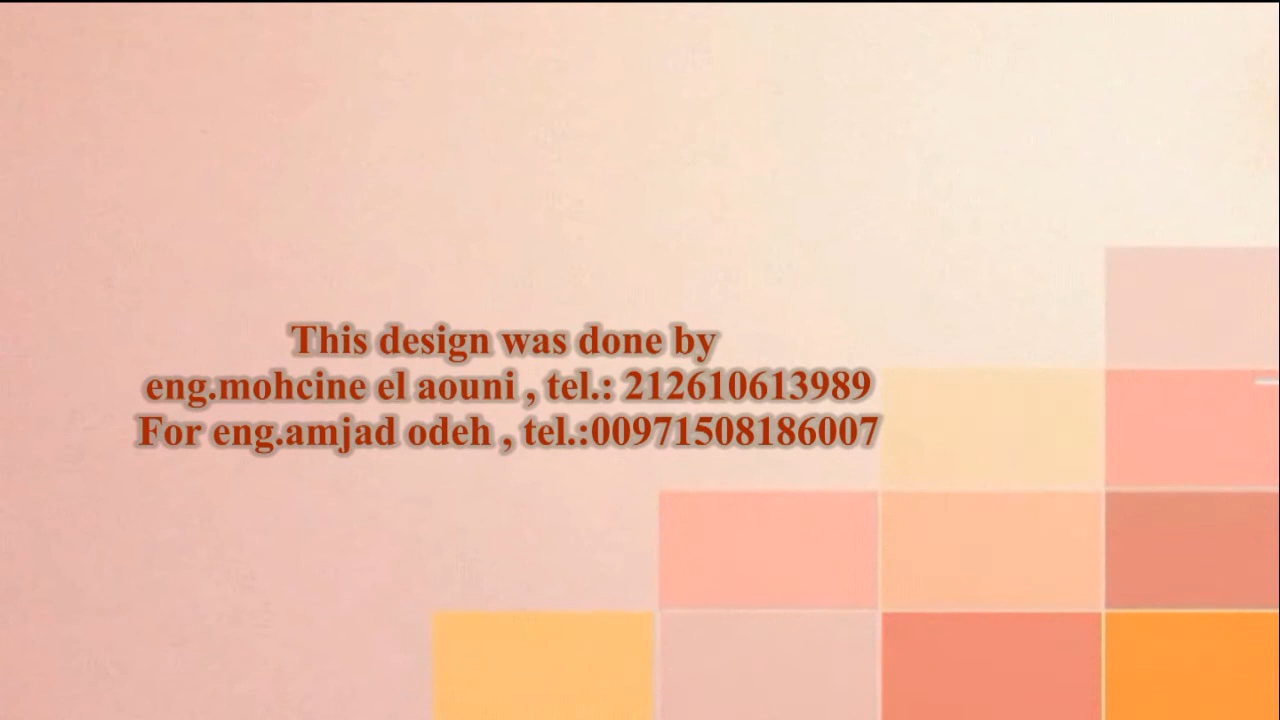 This design was done by
eng.mohcine el aouni , tel.: 212610613989
For eng.amjad odeh , tel.:00971508186007